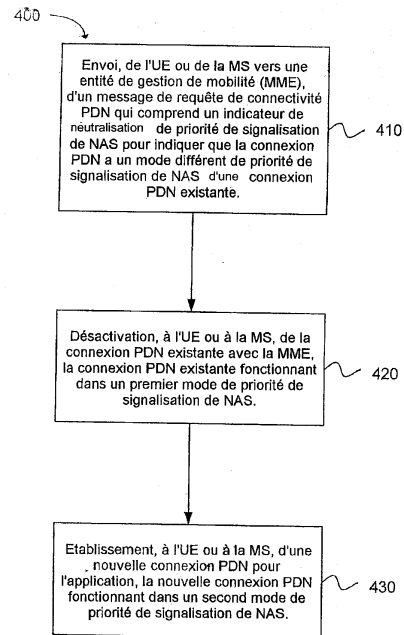 400
Envoi, de l'UE ou de la MS vers une
entité de gestion de mobilité (MME),
d'un message de requête de connectivité
PDN qui comprend un indicateur de
neutralisation de priorité de signalisation
de NAS pour indiquer que la connexion
PDN a un mode différent de priorité de
signalisation de NAS d'une connexion
PDN existante.
410
Désactivation, à l'UE ou à la MS, de la
connexion PDN existante avec la MME,
la connexion PDN existante fonctionnant
dans un premier mode de priorité de
signalisation de NAS.
420
Etablissement, à l'UE ou à la MS, d'une
nouvelle connexion PDN pour
l'application, la nouvelle connexion PDN
fonctionnant dans un second mode de
priorité de signalisation de NAS.
430